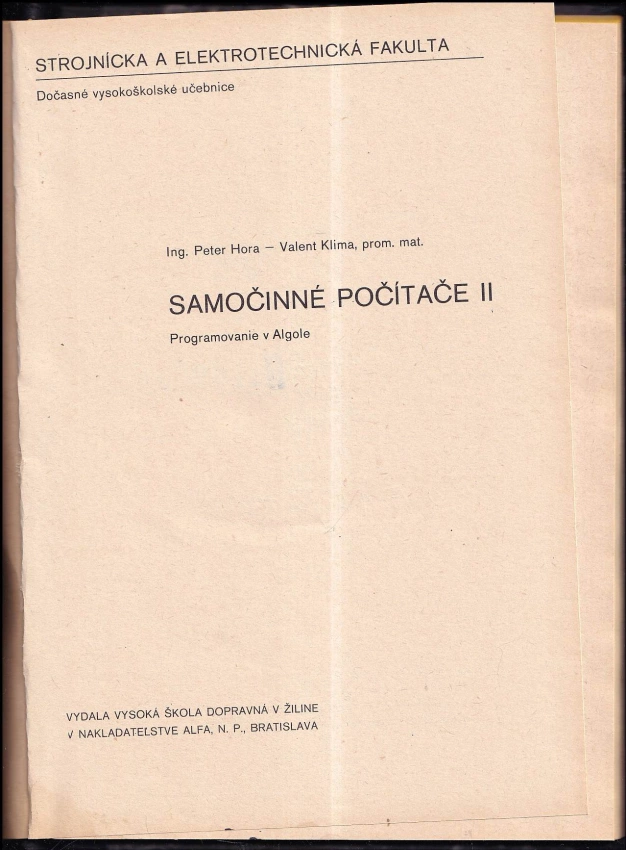 STROJNÍCKA A ELEKTROTECHNICKÁ FAKULTA
Dočasné vysokoškolské učebnice
Ing. Peter Hora — Valent Klima, prom. mat.
SAMOČINNÉ POČÍTAČE II
Programovanie v Algole
VYDALA VYSOKÁ ŠKOLA DOPRAVNÁ V ŽILINE
V NAKLADATEĽSTVE ALFA, N. P., BRATISLAVA